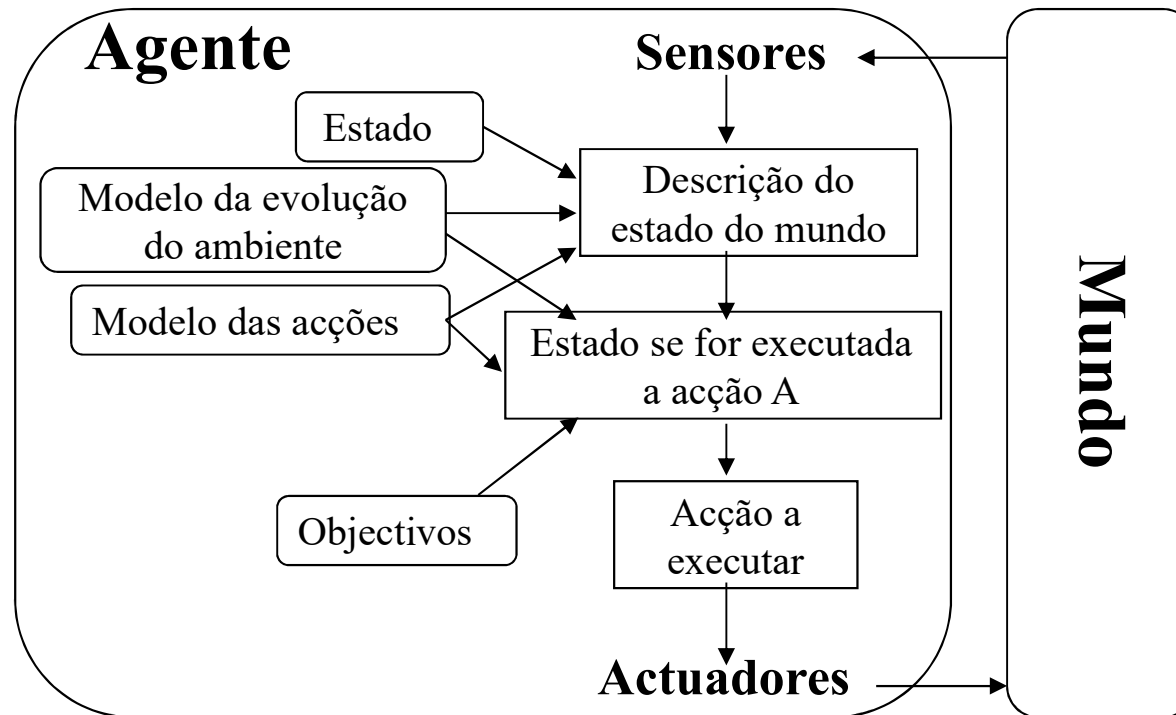 Agente
Sensores
Estado
Descrição do
estado do mundo
Modelo da evolução
do ambiente
Modelo das acções
Estado se for executada
a acção A
Objectivos
Acção a
executar
Actuadores
Mundo